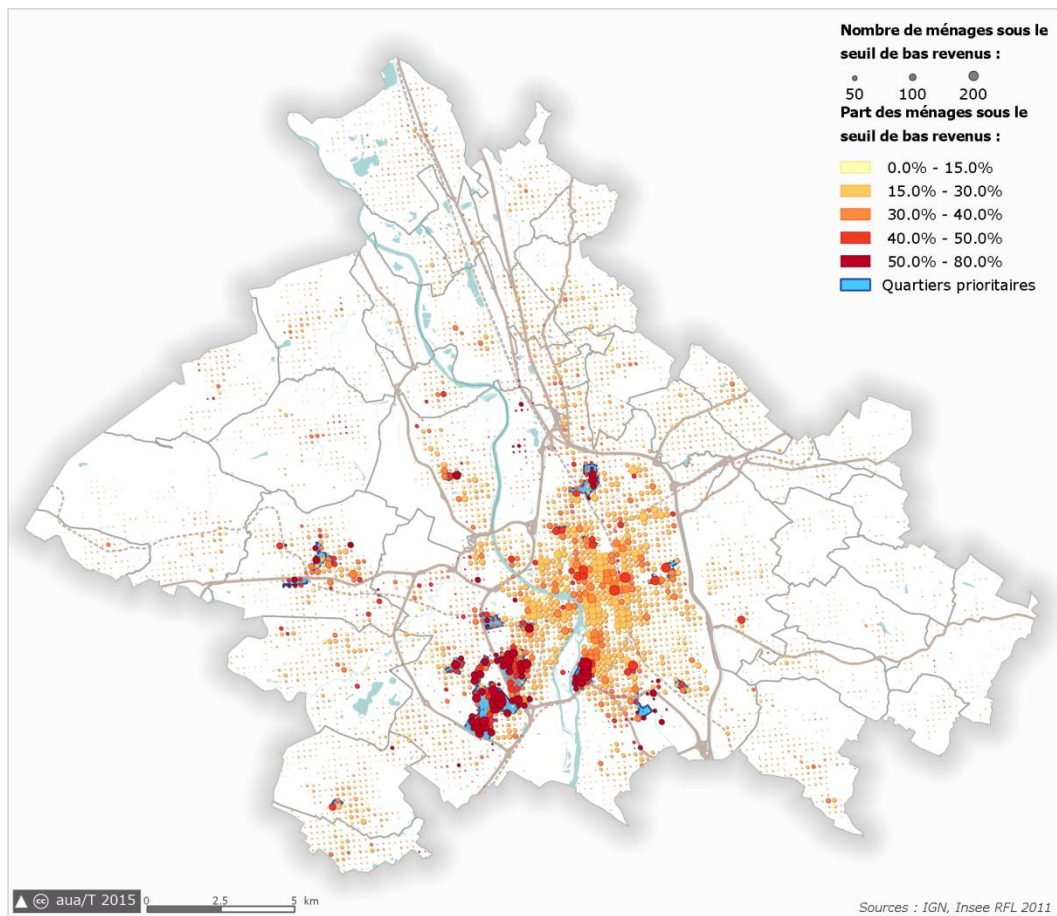 Nombre de ménages sous le
seuil de bas revenus :
50 100 200
Part des ménages sous le
seuil de bas revenus :
0.0% - 15.0%
15.0% - 30.0%
30.0% - 40.0%
40.0% - 50.0%
50.0% - 80.0%
Quartiers prioritaires
cc aua/T 2015
0 2.5 5 km
Sources : IGN, Insee RFL 2011